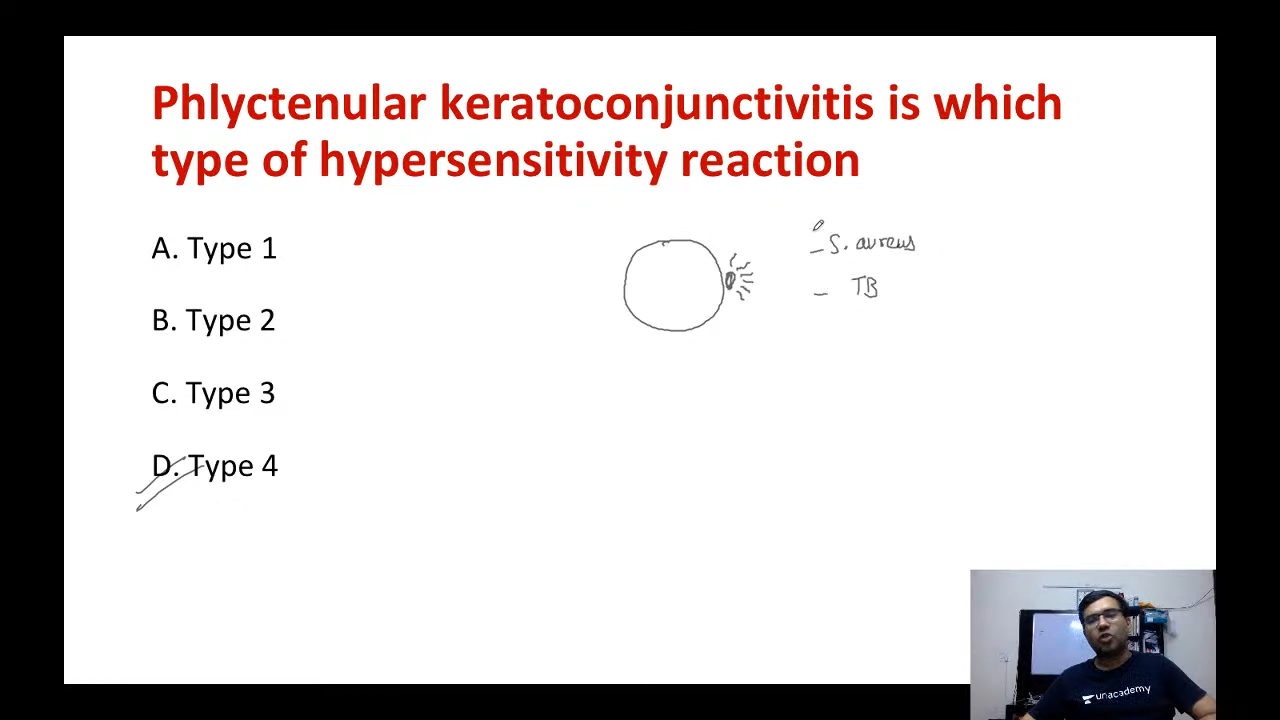 Phlyctenular keratoconjunctivitis is which
type of hypersensitivity reaction
A. Type 1
B. Type 2
C. Type 3
D. Type 4
- S. aureus
- TB
unacademy